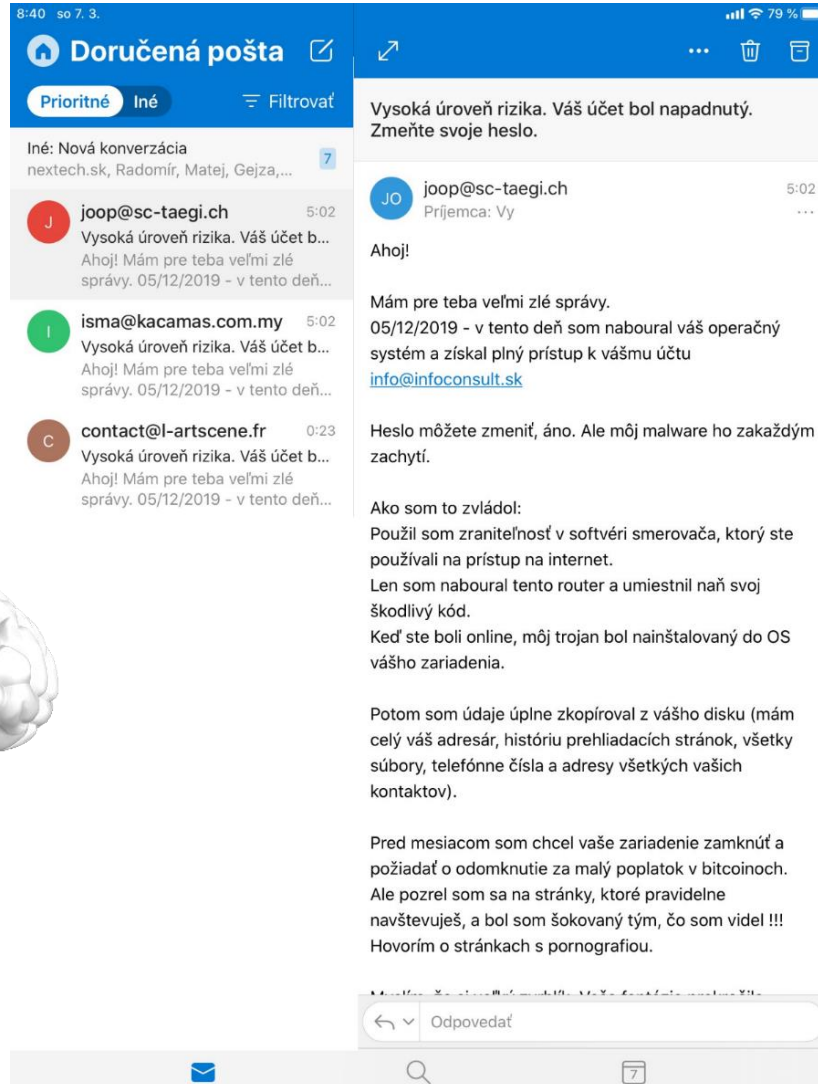 8:40 so 7. 3.
79 %
Doručená pošta
Prioritné
Iné
Filtrovať
Iné: Nová konverzácia
nextech.sk, Radomír, Matej, Gejza,...
7
J
joop@sc-taegi.ch
5:02
Vysoká úroveň rizika. Váš účet b...
Ahoj! Mám pre teba veľmi zlé
správy. 05/12/2019 - v tento deň...
I
isma@kacamas.com.my
5:02
Vysoká úroveň rizika. Váš účet b...
Ahoj! Mám pre teba veľmi zlé
správy. 05/12/2019 - v tento deň...
C
contact@l-artscene.fr
0:23
Vysoká úroveň rizika. Váš účet b...
Ahoj! Mám pre teba veľmi zlé
správy. 05/12/2019 - v tento deň...
Vysoká úroveň rizika. Váš účet bol napadnutý.
Zmeňte svoje heslo.
JO
joop@sc-taegi.ch
5:02
Príjemca: Vy
Ahoj!
Mám pre teba veľmi zlé správy.
05/12/2019 - v tento deň som naboural váš operačný
systém a získal plný prístup k vášmu účtu
info@infoconsult.sk
Heslo môžete zmeniť, áno. Ale môj malware ho zakaždým
zachytí.
Ako som to zvládol:
Použil som zraniteľnosť v softvéri smerovača, ktorý ste
používali na prístup na internet.
Len som naboural tento router a umiestnil naň svoj
škodlivý kód.
Keď ste boli online, môj trojan bol nainštalovaný do OS
vášho zariadenia.
Potom som údaje úplne zkopíroval z vášho disku (mám
celý váš adresár, históriu prehliadacích stránok, všetky
súbory, telefónne čísla a adresy všetkých vašich
kontaktov).
Pred mesiacom som chcel vaše zariadenie zamknúť a
požiadať o odomknutie za malý poplatok v bitcoinoch.
Ale pozrel som sa na stránky, ktoré pravidelne
navštevuješ, a bol som šokovaný tým, čo som videl !!!
Hovorím o stránkach s pornografiou.
Odpovedať
7